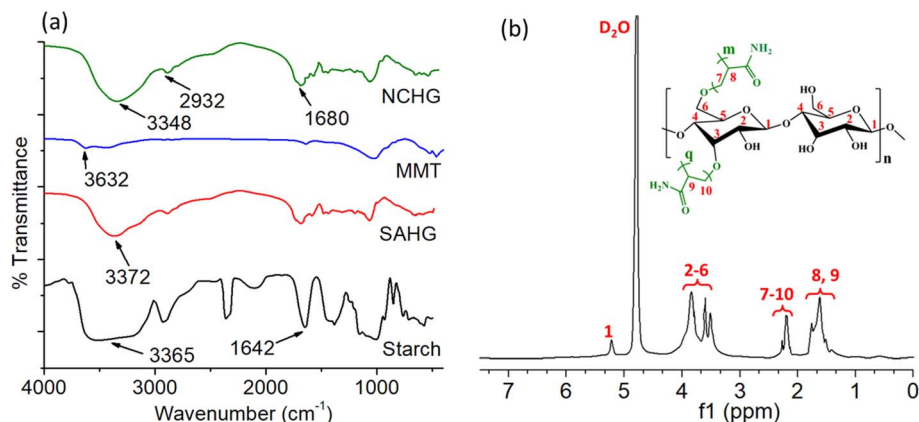 (a)
NCHG
2932
3348
1680
MMT
3632
SAHG
3372
Starch
3365
1642
% Transmittance
4000 3000 2000 1000
Wavenumber (cm⁻¹)
(b)
D₂O
m
NH₂
7 8
O
O
6
HO
6
4 5
O
4 5
O
O
2 1
O
2 1
O
3
OH
3
n
HO
OH
O
q
H₂N
9
10
O
2-6
8, 9
7-10
1
7 6 5 4 3 2 1 0
f1 (ppm)